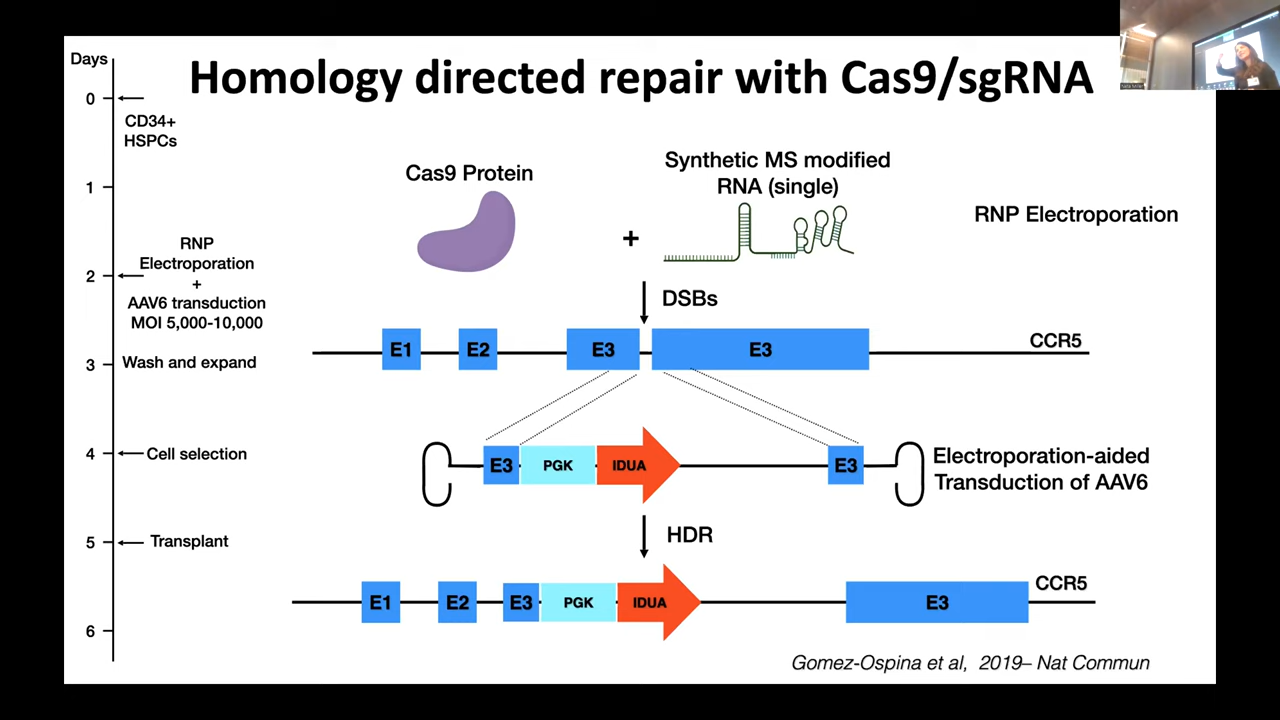 Homology directed repair with Cas9/sgRNA
Days
0
CD34+
HSPCs
1
RNP
Electroporation
+
2
AAV6 transduction
MOI 5,000-10,000
3
Wash and expand
4
Cell selection
5
Transplant
6
Cas9 Protein
+
Synthetic MS modified
RNA (single)
RNP Electroporation
DSBs
E1 E2 E3 E3 CCR5
E3 PGK IDUA E3
Electroporation-aided
Transduction of AAV6
HDR
E1 E2 E3 PGK IDUA E3 CCR5
Gomez-Ospina et al, 2019– Nat Commun